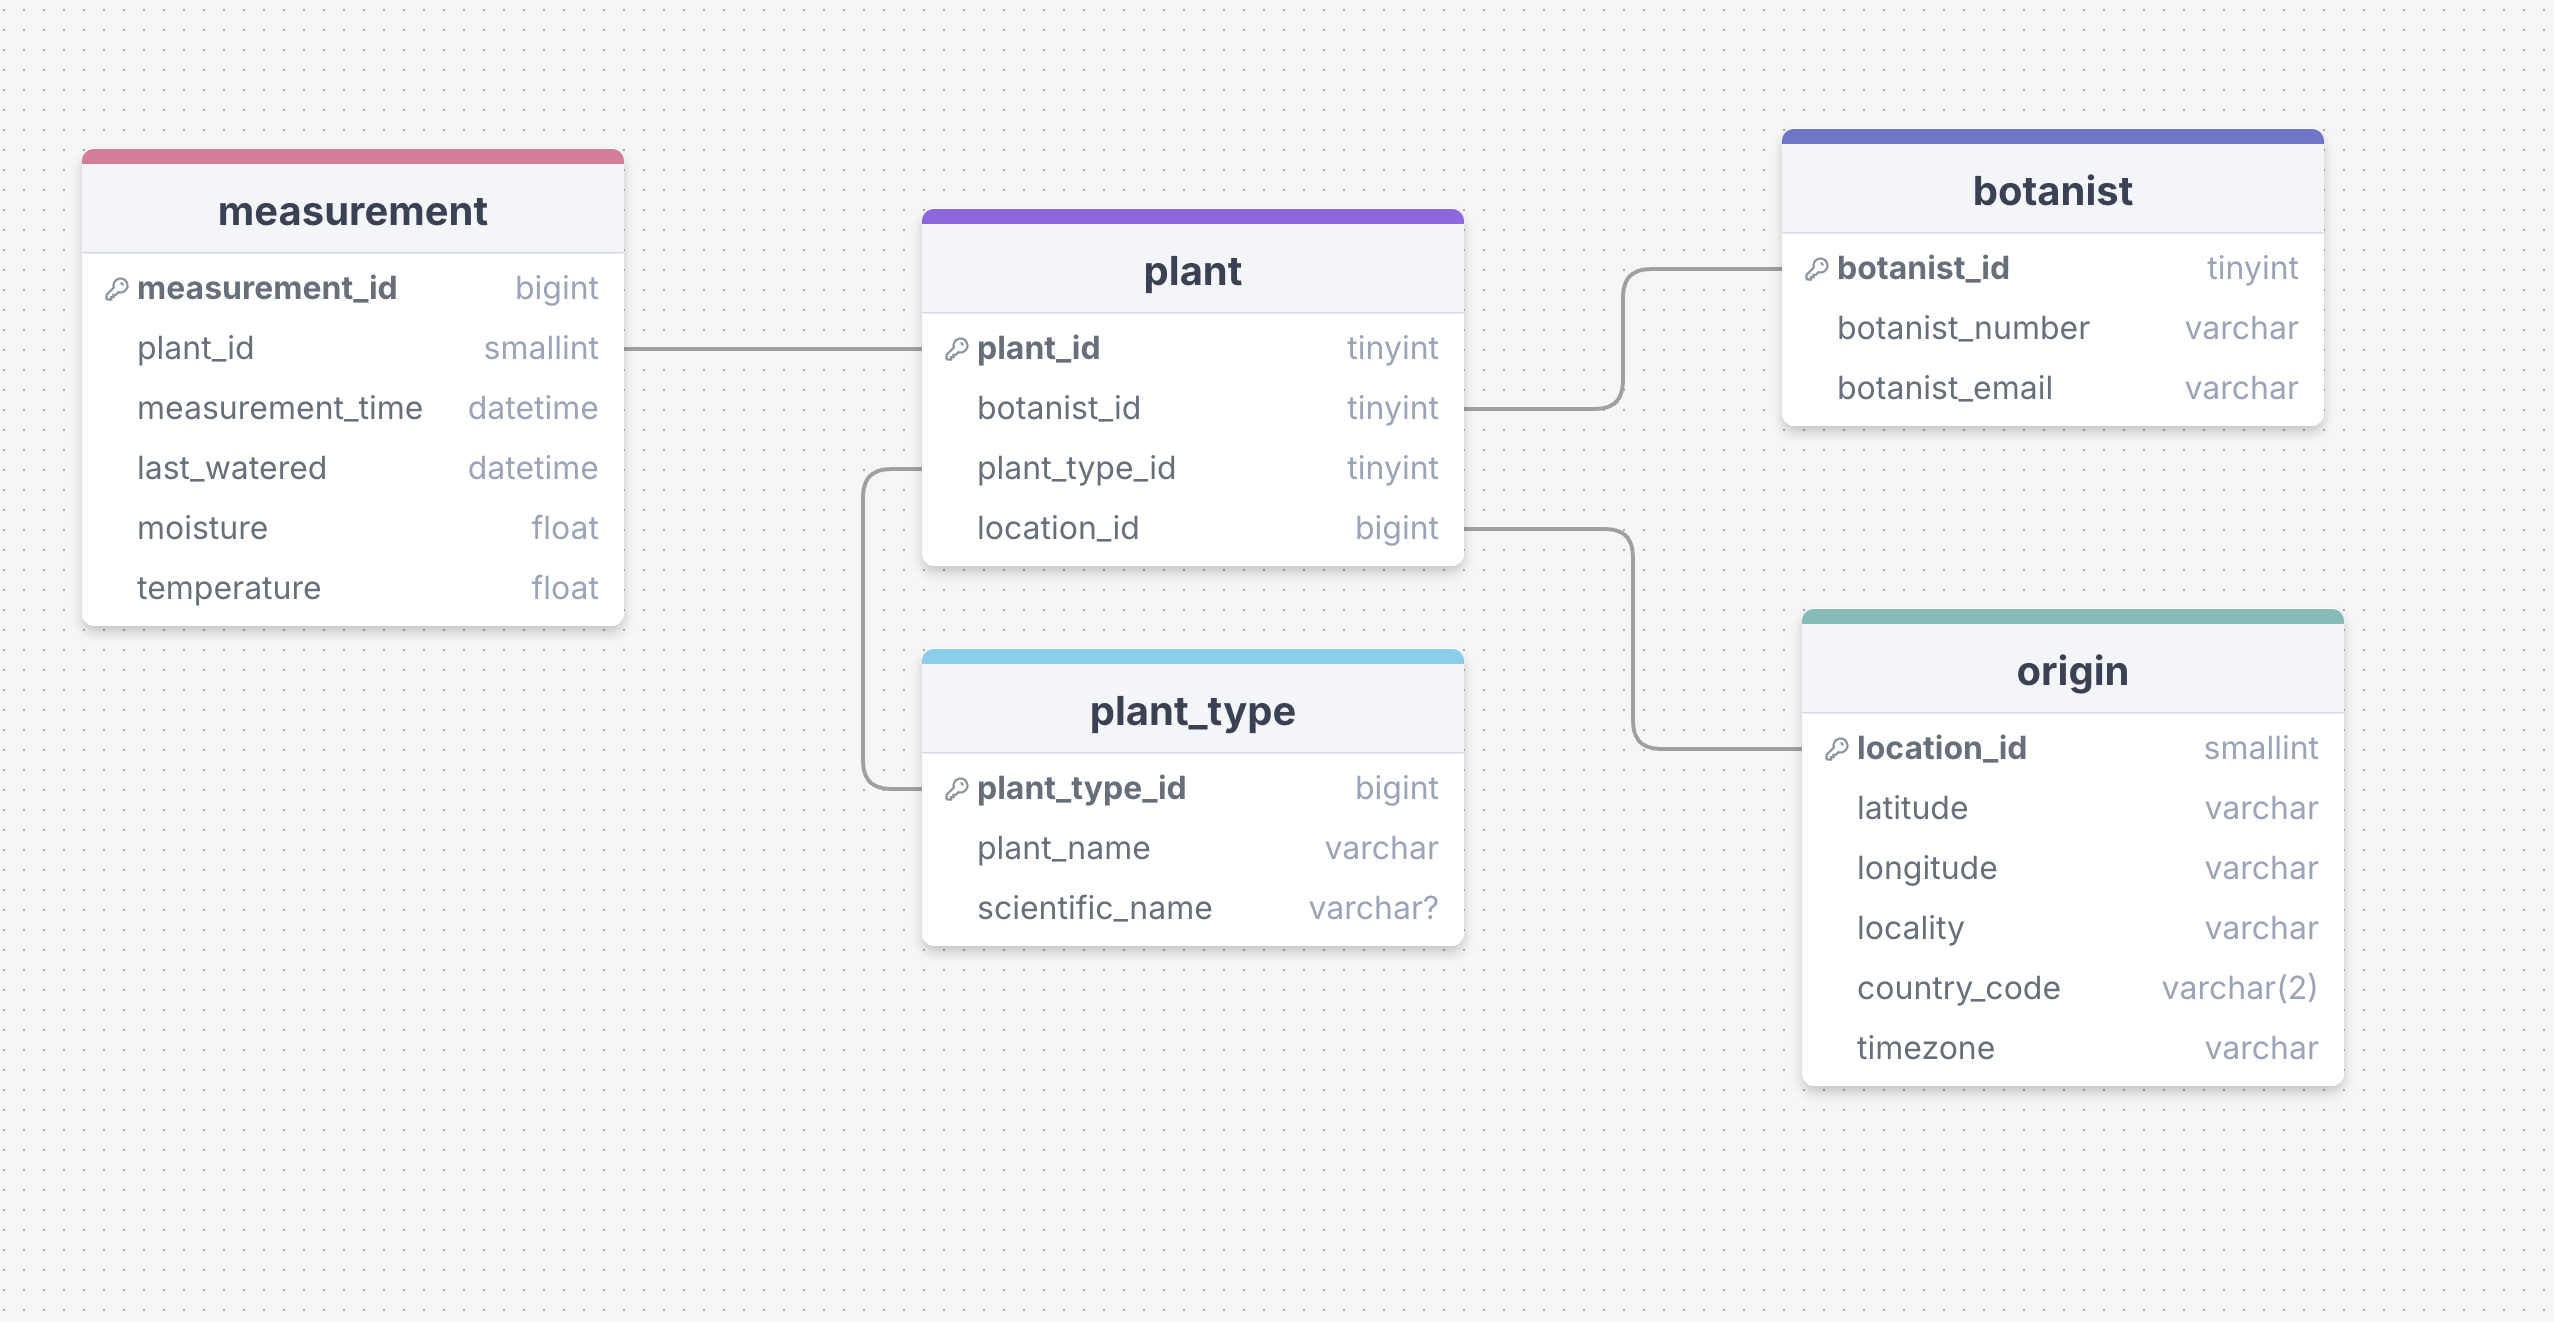 measurement
measurement_id bigint
plant_id smallint
measurement_time datetime
last_watered datetime
moisture float
temperature float
plant
plant_id tinyint
botanist_id tinyint
plant_type_id tinyint
location_id bigint
plant_type
plant_type_id bigint
plant_name varchar
scientific_name varchar?
botanist
botanist_id tinyint
botanist_number varchar
botanist_email varchar
origin
location_id smallint
latitude varchar
longitude varchar
locality varchar
country_code varchar(2)
timezone varchar